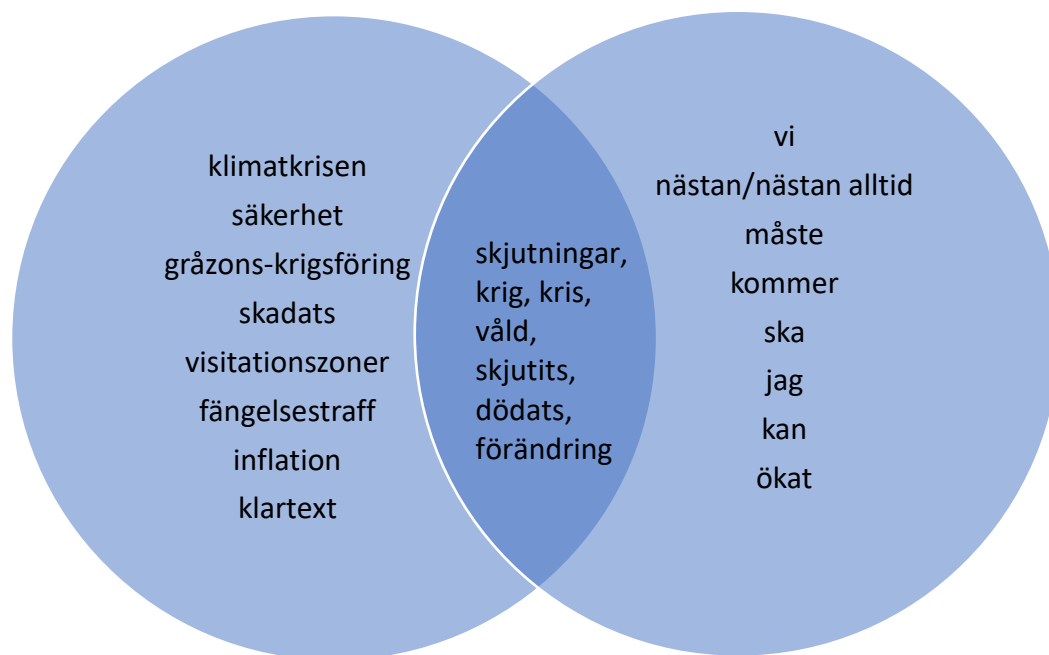 klimatkrisen
säkerhet
gråzons-krigsföring
skadats
visitationszoner
fängelsestraff
inflation
klartext
skjutningar,
krig, kris,
våld,
skjutits,
dödats,
förändring
vi
nästan/nästan alltid
måste
kommer
ska
jag
kan
ökat